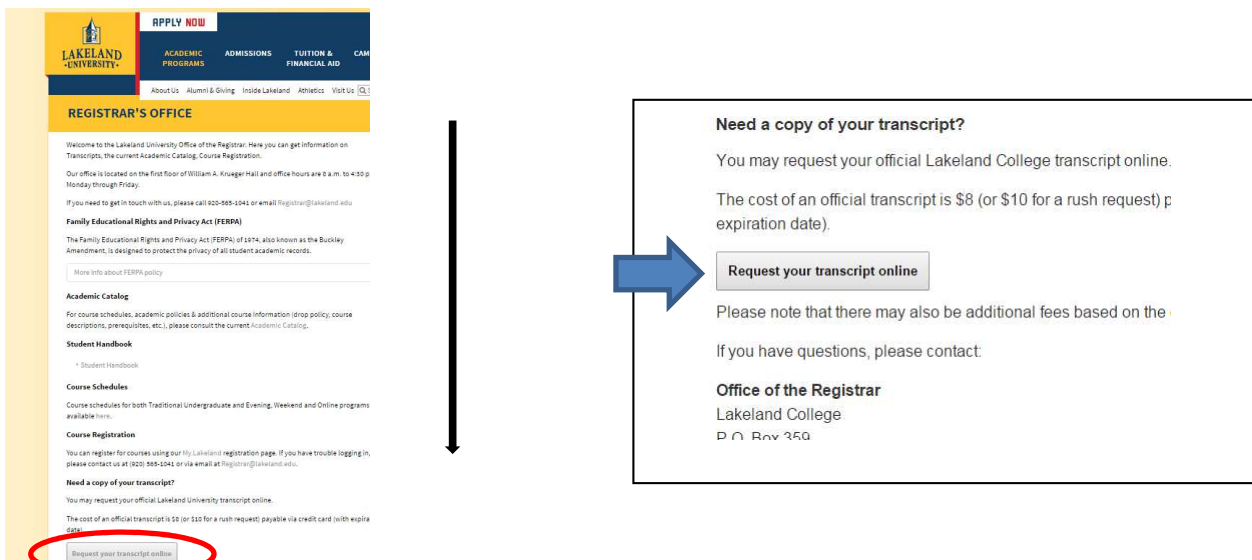 APPLY NOW
LAKELAND
·UNIVERSITY·
ACADEMIC PROGRAMS
ADMISSIONS
TUITION & FINANCIAL AID
CAM
About Us Alumni & Giving Inside Lakeland Athletics Visit Us
REGISTRAR'S OFFICE
Welcome to the Lakeland University Office of the Registrar. Here you can get information on
Transcripts, the current Academic Catalog, Course Registration.
Our office is located on the first floor of William A. Krueger Hall and office hours are 8 a.m. to 4:30 p
Monday through Friday.
If you need to get in touch with us, please call 920-565-1041 or email Registrar@lakeland.edu
Family Educational Rights and Privacy Act (FERPA)
The Family Educational Rights and Privacy Act (FERPA) of 1974, also known as the Buckley
Amendment, is designed to protect the privacy of all student academic records.
More info about FERPA policy
Academic Catalog
For course schedules, academic policies & additional course information (drop policy, course
descriptions, prerequisites, etc.), please consult the current Academic Catalog.
Student Handbook
* Student Handbook
Course Schedules
Course schedules for both Traditional Undergraduate and Evening, Weekend and Online programs
available here.
Course Registration
You can register for courses using our My.Lakeland registration page. If you have trouble logging in,
please contact us at (920) 565-1041 or via email at Registrar@lakeland.edu.
Need a copy of your transcript?
You may request your official Lakeland University transcript online.
The cost of an official transcript is $8 (or $10 for a rush request) payable via credit card (with expira
date).
Request your transcript online
Need a copy of your transcript?
You may request your official Lakeland College transcript online.
The cost of an official transcript is $8 (or $10 for a rush request) p
expiration date).
Request your transcript online
Please note that there may also be additional fees based on the
If you have questions, please contact:
Office of the Registrar
Lakeland College
P.O. Box 359